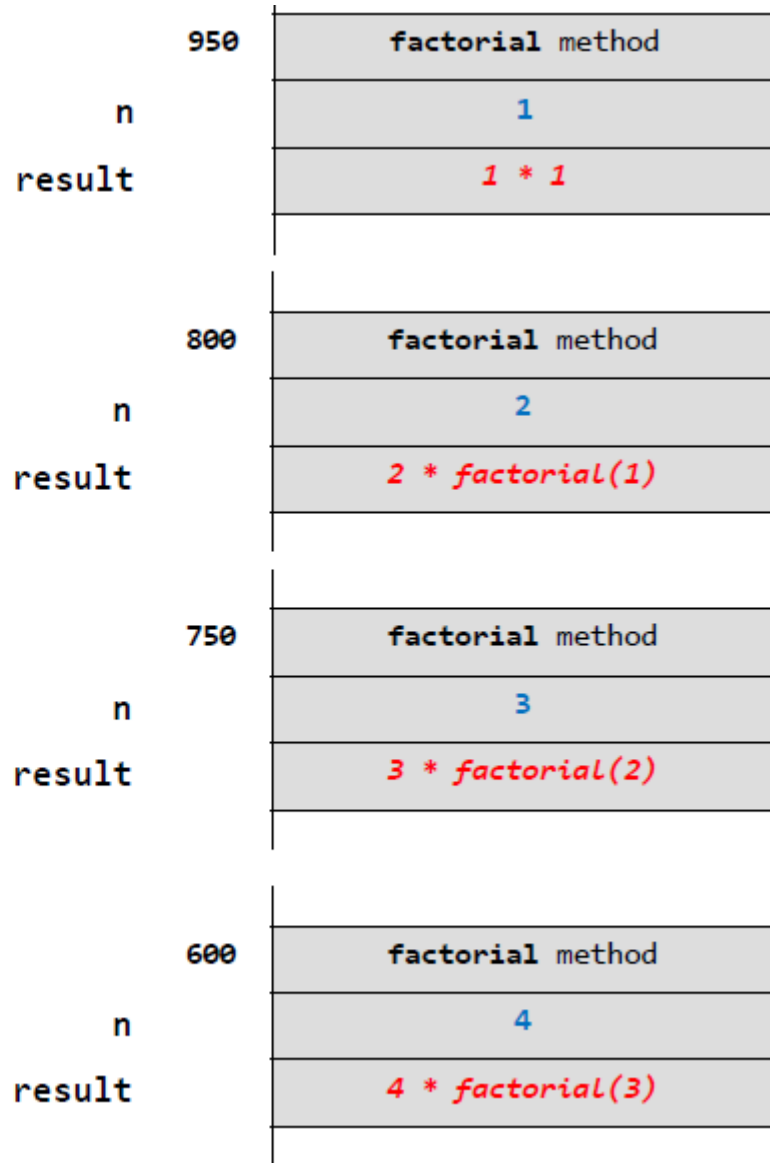 950 factorial method
n 1
result 1 * 1
800 factorial method
n 2
result 2 * factorial(1)
750 factorial method
n 3
result 3 * factorial(2)
600 factorial method
n 4
result 4 * factorial(3)